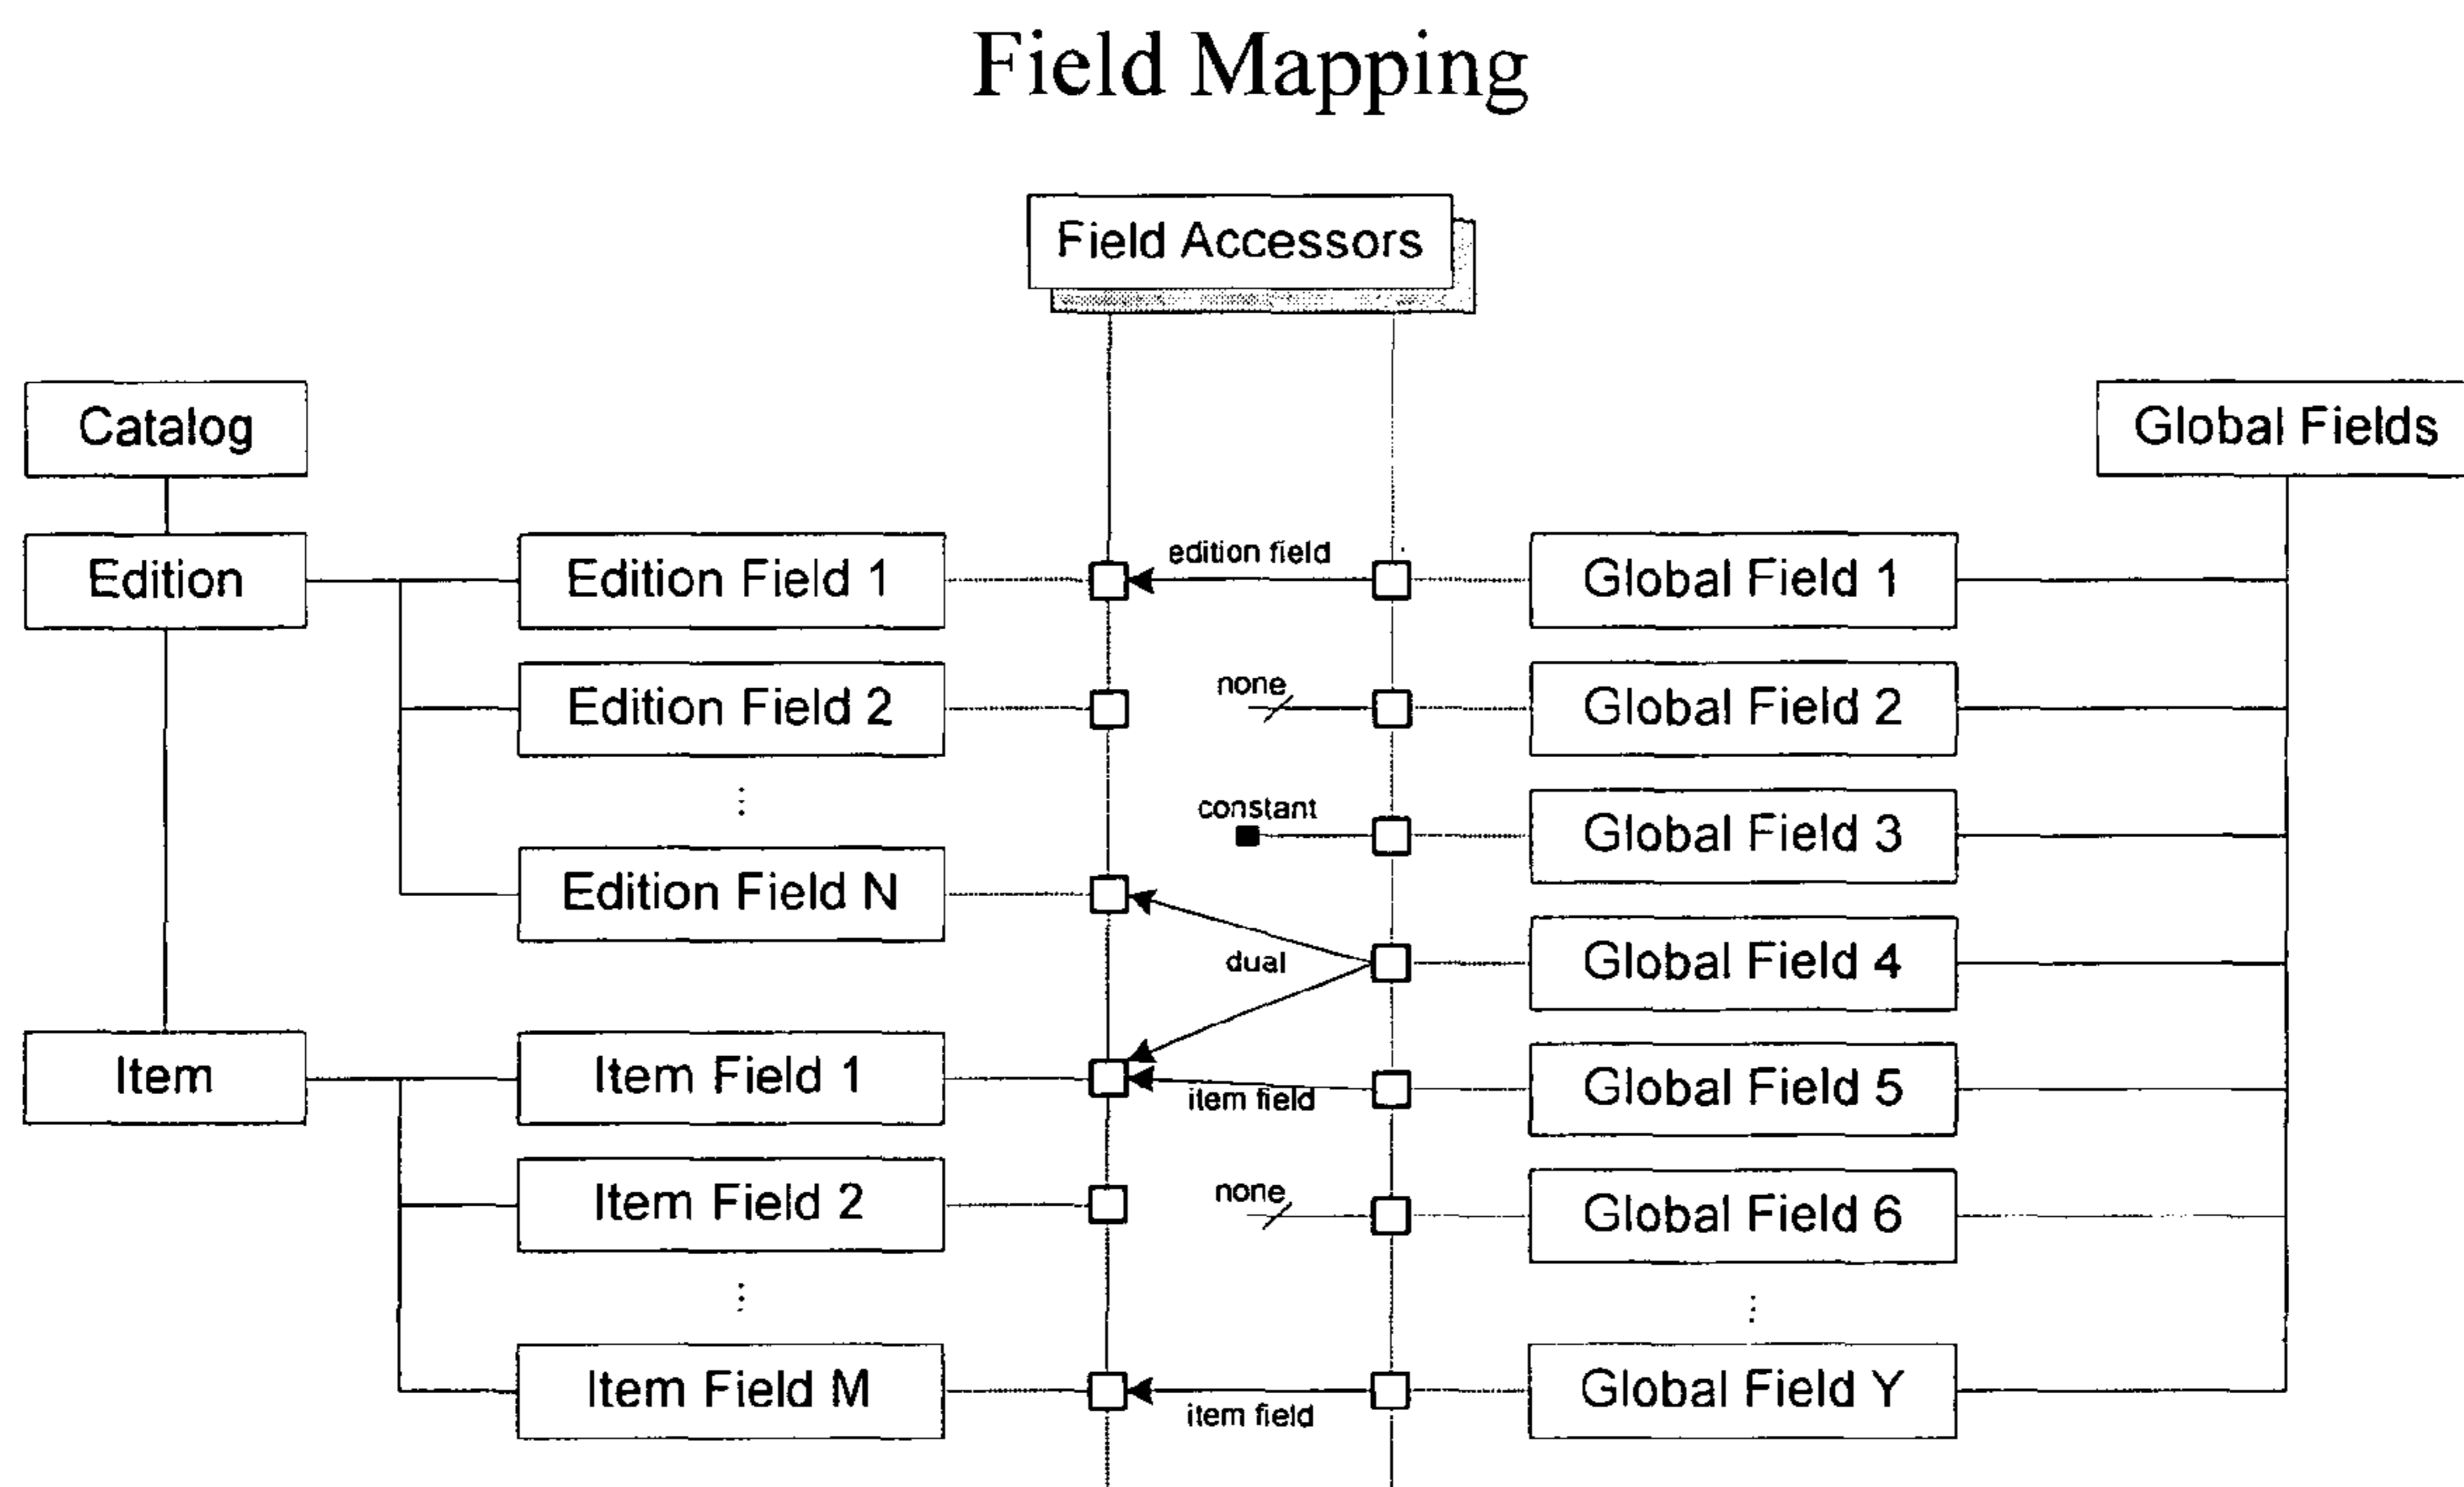 Field Mapping
Field Accessors
Catalog
Global Fields
Edition
Edition Field 1
edition field
Global Field 1
Edition Field 2
none
Global Field 2
constant
Global Field 3
Edition Field N
dual
Global Field 4
Item
Item Field 1
item field
Global Field 5
Item Field 2
none
Global Field 6
Item Field M
item field
Global Field Y